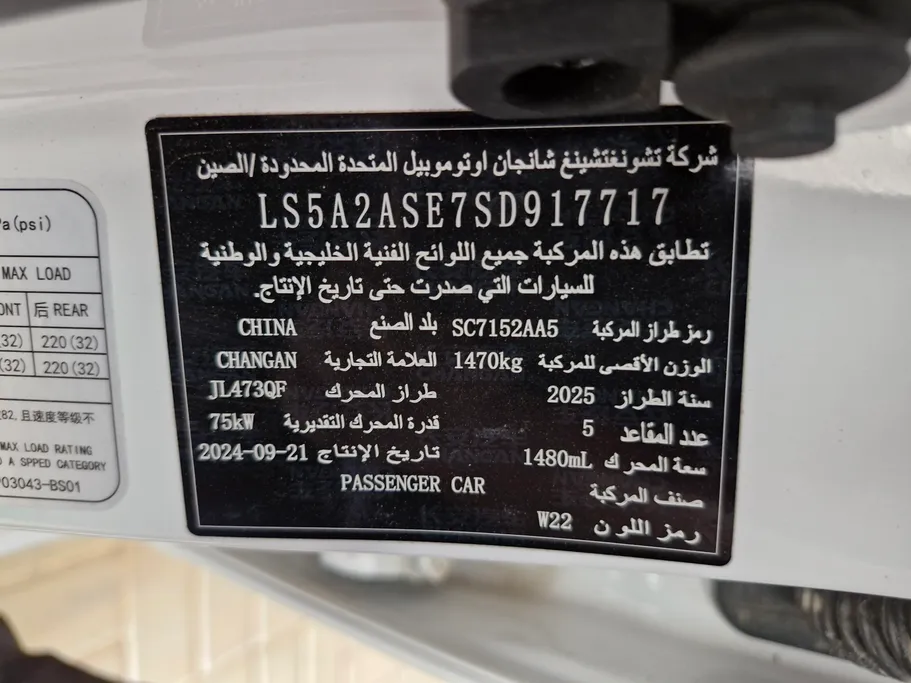 شركة تشونغتشينغ شانجان اوتوموبيل المتحدة المحدودة /الصين
LS5A2ASE7SD917717
تطابق هذه المركبة جميع اللوائح الفنية الخليجية والوطنية
للسيارات التي صدرت حتى تاريخ الإنتاج.
رمز طراز المركبة SC7152AA5 بلد الصنع CHINA
الوزن الأقصى للمركبة 1470kg العلامة التجارية CHANGAN
سنة الطراز 2025 طراز المحرك JL473QF
عدد المقاعد 5 قدرة المحرك التقديرية 75kW
سعة المحرك 1480mL تاريخ الإنتاج 2024-09-21
صنف المركبة PASSENGER CAR
رمز اللون W22
(psi)
MAX LOAD
后 REAR
(32) 220 (32)
(32) 220 (32)
282, 且速度等级不
MAX LOAD RATING
A SPPED CATEGORY
03043-BS01